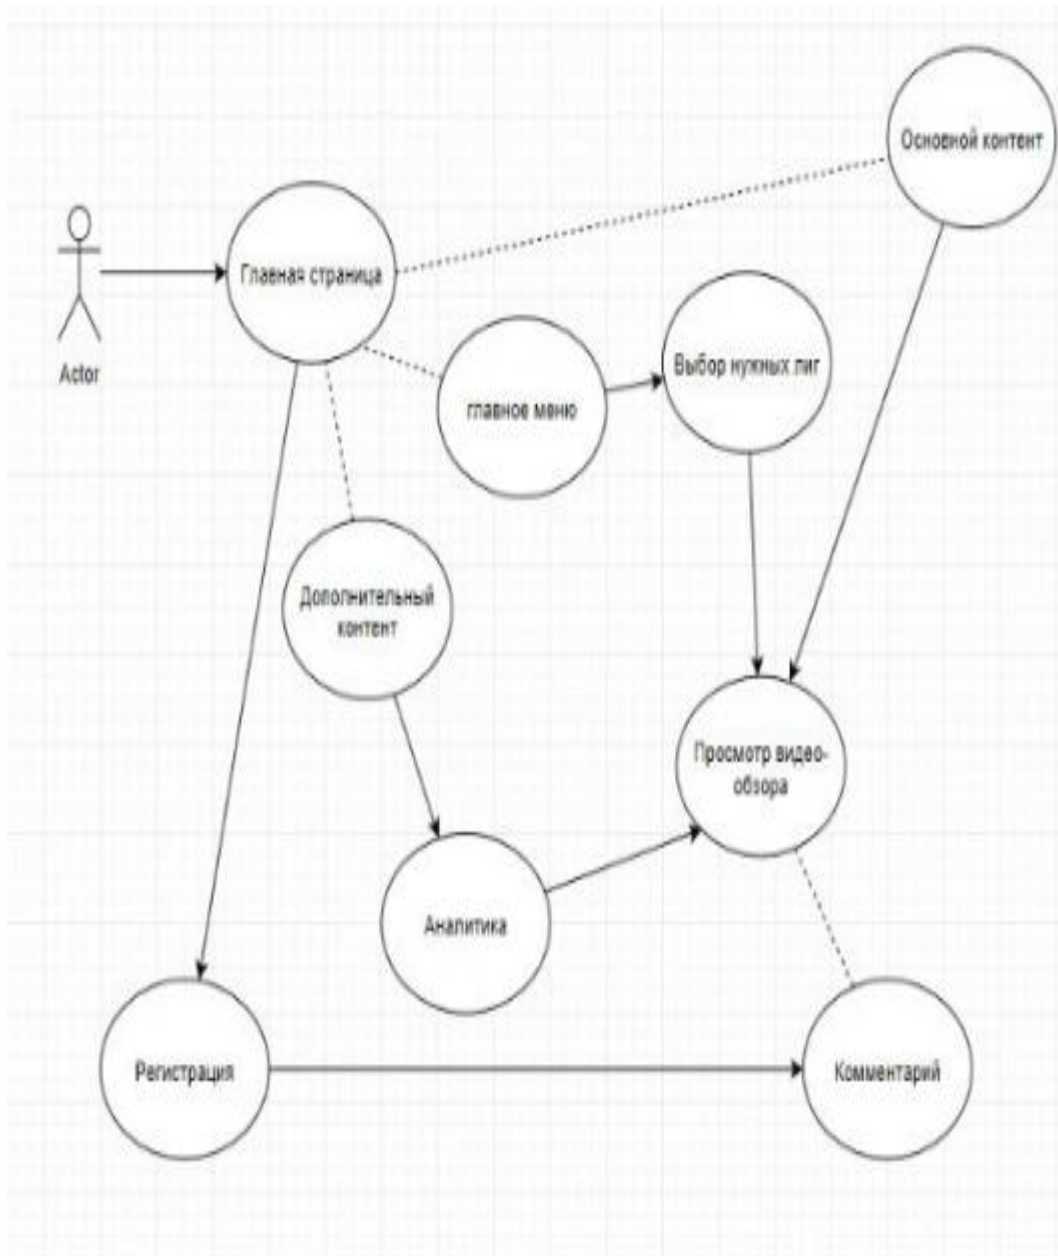 Основной контент
Главная страница
Actor
Выбор нужных лиг
главное меню
Дополнительный
контент
Просмотр видео-
обзора
Аналитика
Регистрация
Комментарий